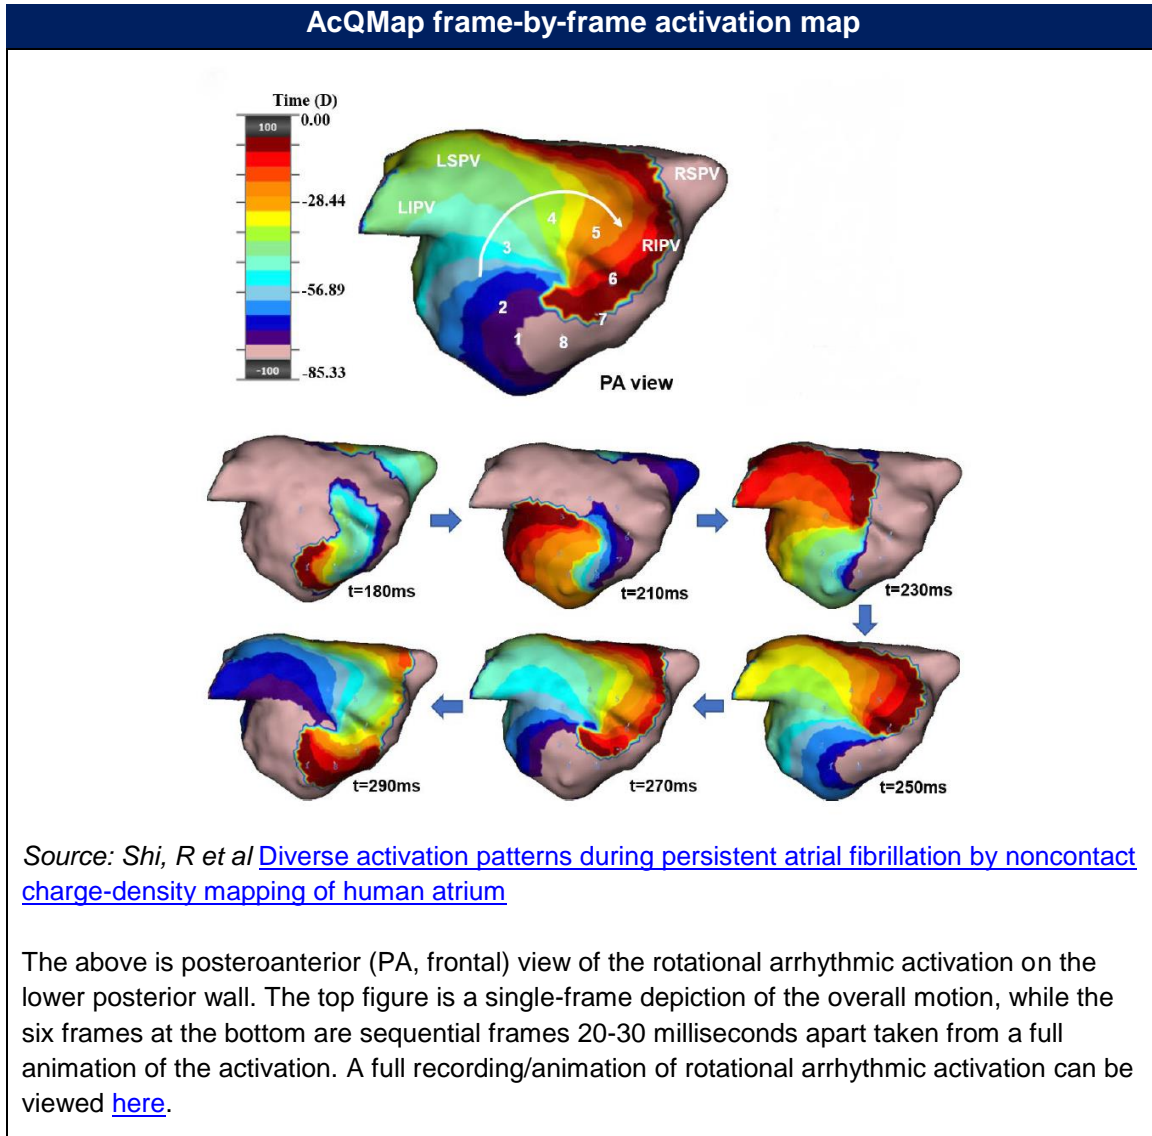 AcQMap frame-by-frame activation map
Time (D)
0.00
100
-28.44
-56.89
-100
-85.33
LSPV
RSPV
LIPV
4
5
3
RIPV
6
2
7
1
8
PA view
t=180ms
t=210ms
t=230ms
t=290ms
t=270ms
t=250ms
Source: Shi, R et al Diverse activation patterns during persistent atrial fibrillation by noncontact
charge-density mapping of human atrium
The above is posteroanterior (PA, frontal) view of the rotational arrhythmic activation on the
lower posterior wall. The top figure is a single-frame depiction of the overall motion, while the
six frames at the bottom are sequential frames 20-30 milliseconds apart taken from a full
animation of the activation. A full recording/animation of rotational arrhythmic activation can be
viewed here.